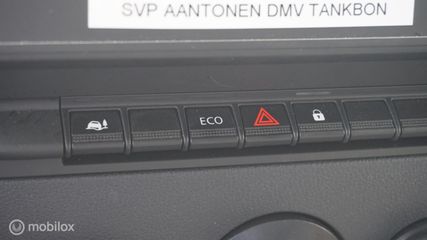 SVP AANTONEN DMV TANKBON
ECO
mobilox